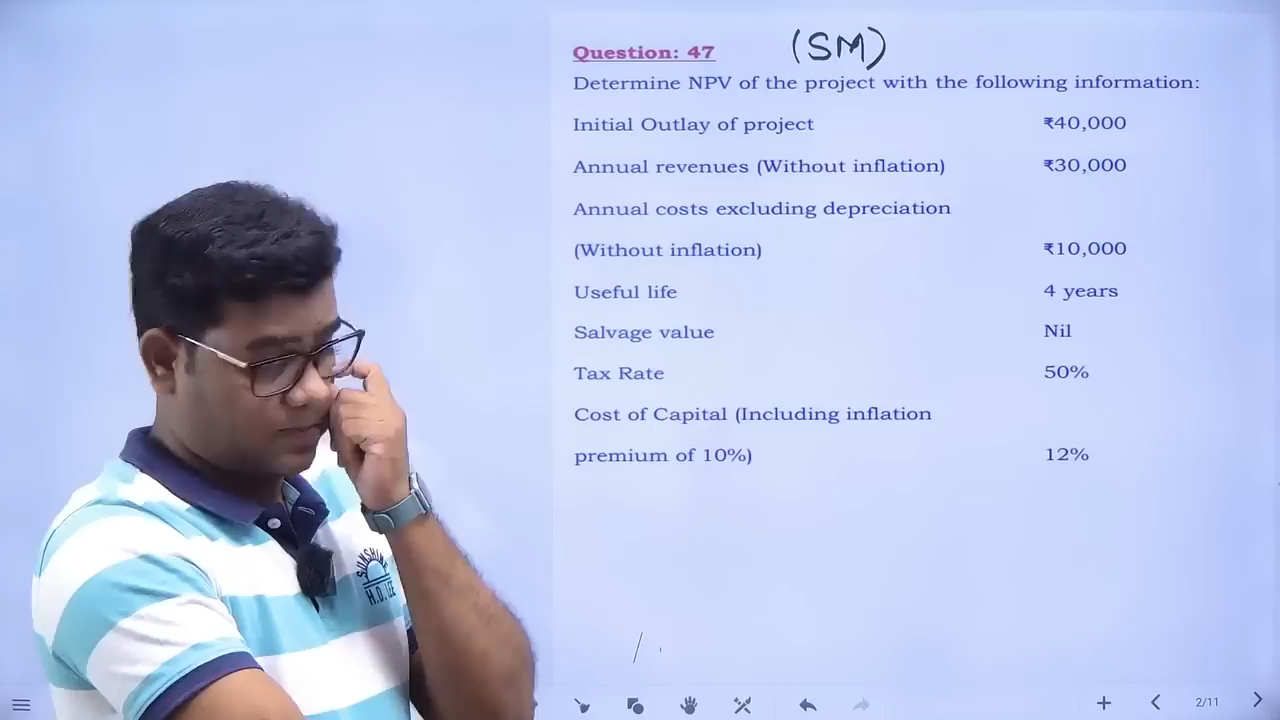 Question: 47 (SM)
Determine NPV of the project with the following information:
Initial Outlay of project ₹40,000
Annual revenues (Without inflation) ₹30,000
Annual costs excluding depreciation
(Without inflation) ₹10,000
Useful life 4 years
Salvage value Nil
Tax Rate 50%
Cost of Capital (Including inflation
premium of 10%) 12%
SUNSHINE
2/11